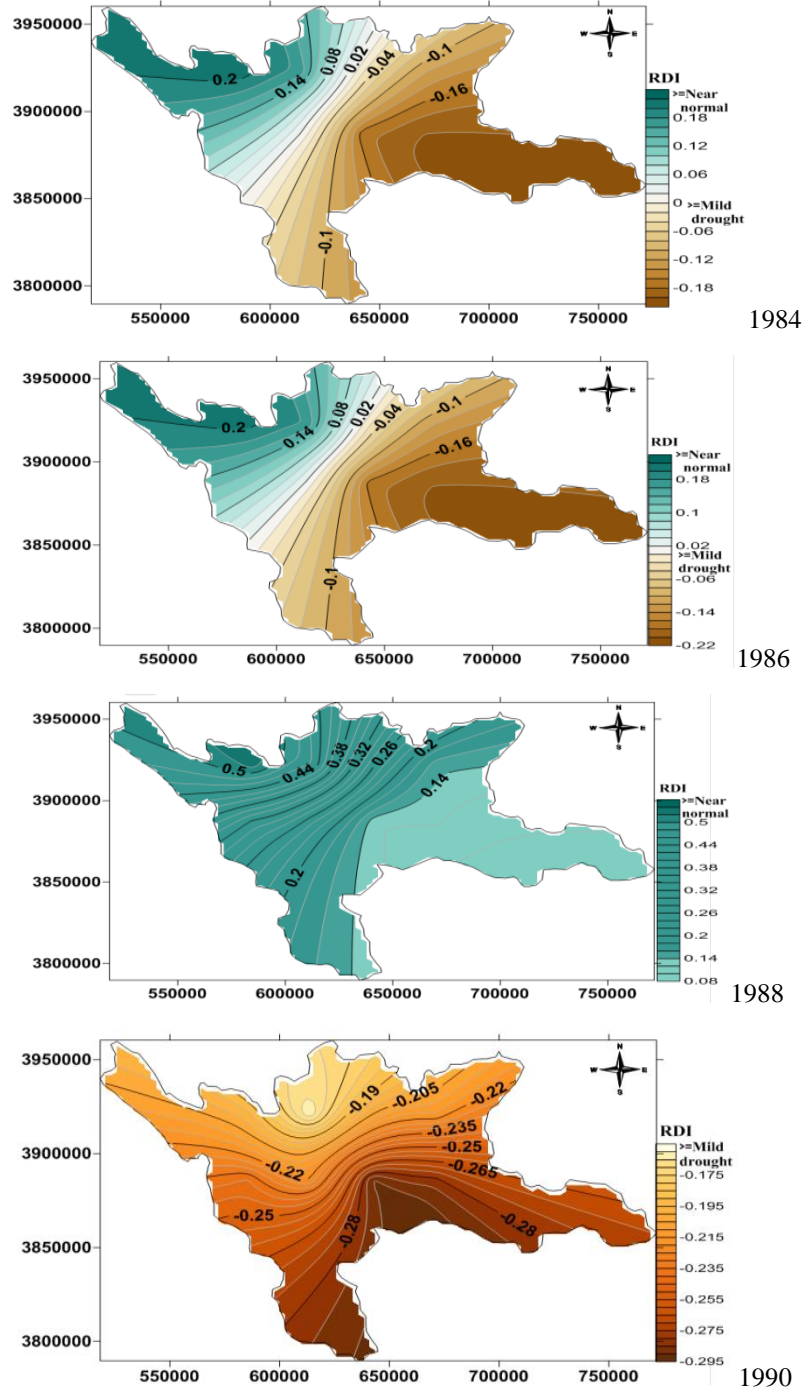 3950000
3900000
3850000
3800000
550000 600000 650000 700000 750000
0.2
0.14
0.08
0.02
-0.04
-0.1
-0.16
-0.1
N
W E
S
RDI
>=Near
normal
0.18
0.12
0.06
0
>=Mild
drought
-0.06
-0.12
-0.18
1984
3950000
3900000
3850000
3800000
550000 600000 650000 700000 750000
0.2
0.14
0.08
0.02
-0.04
-0.1
-0.16
-0.1
N
W E
S
RDI
>=Near
normal
0.18
0.1
0.02
>=Mild
drought
-0.06
-0.14
-0.22
1986
3950000
3900000
3850000
3800000
550000 600000 650000 700000 750000
0.5
0.44
0.38
0.32
0.26
0.2
0.14
0.2
N
W E
S
RDI
>=Near
normal
0.5
0.44
0.38
0.32
0.26
0.2
0.14
0.08
1988
3950000
3900000
3850000
3800000
550000 600000 650000 700000 750000
-0.19
-0.205
-0.22
-0.235
-0.25
-0.265
-0.22
-0.25
-0.28
-0.28
N
W E
S
RDI
>=Mild
drought
-0.175
-0.195
-0.215
-0.235
-0.255
-0.275
-0.295
1990